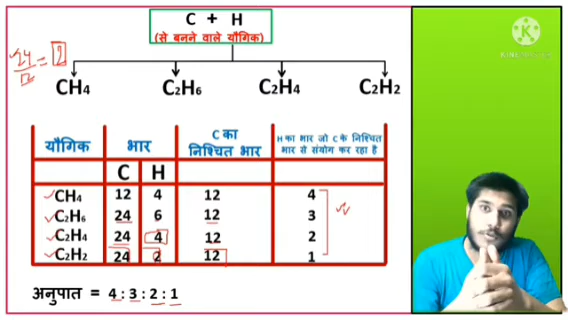 C + H
(से बनने वाले यौगिक)
24/12 = 2
CH4 C2H6 C2H4 C2H2
यौगिक भार C का निश्चित भार H का भार जो C के निश्चित भार से संयोग कर रहा है
C H
CH4 12 4 12 4
C2H6 24 6 12 3
C2H4 24 4 12 2
C2H2 24 2 12 1
अनुपात = 4 : 3 : 2 : 1